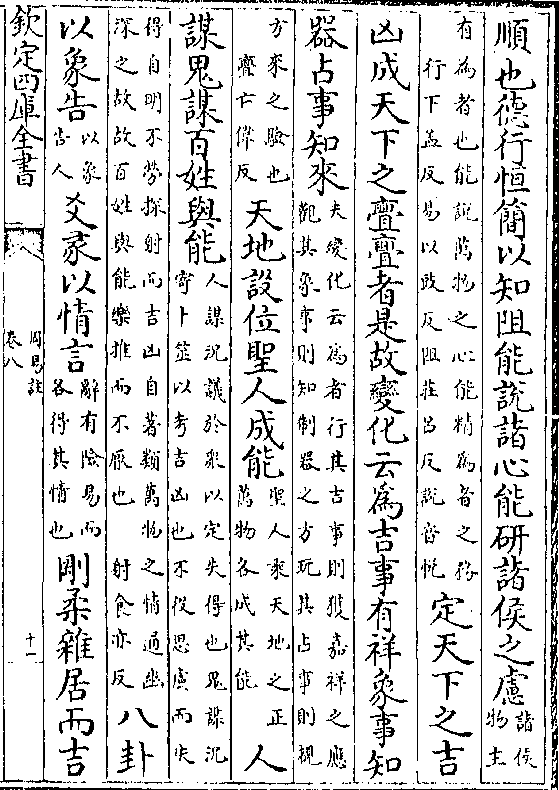 順也德行恒簡以知阻能説諸心能研諸侯之慮諸侯物主
有為者也能説萬物之心能精為者之務
行下孟反易以豉反阻莊呂反説音悦
定天下之吉
凶成天下之亹亹者是故變化云為吉事有祥象事知
器占事知來
夫變化云為者行其吉事則獲嘉祥之應
觀其象事則知制器之方玩其占事則覩
方來之驗也
亹亡偉反
天地設位聖人成能
聖人乘天地之正
萬物各成其能
人
謀鬼謀百姓與能
人謀況議於衆以定失得也鬼謀況
寄卜筮以考吉凶也不役思慮而失
得自明不勞探射而吉凶自著類萬物之情通幽
深之故故百姓與能樂推而不厭也 射食亦反
八卦
以象告
以象
告人
爻彖以情言
辭有險易而
各得其情也
剛柔雜居而吉
欽定四庫全書
周易註
卷八
十一